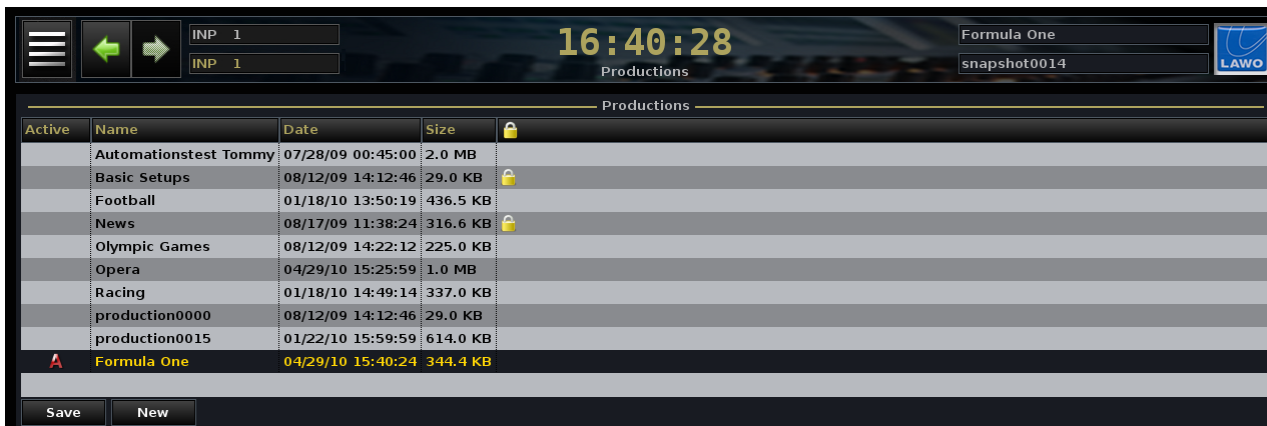 INP 1
INP 1
16:40:28
Productions
Formula One
snapshot0014
LAWO
Productions
Active Name Date Size
Automationstest Tommy 07/28/09 00:45:00 2.0 MB
Basic Setups 08/12/09 14:12:46 29.0 KB
Football 01/18/10 13:50:19 436.5 KB
News 08/17/09 11:38:24 316.6 KB
Olympic Games 08/12/09 14:22:12 225.0 KB
Opera 04/29/10 15:25:59 1.0 MB
Racing 01/18/10 14:49:14 337.0 KB
production0000 08/12/09 14:12:46 29.0 KB
production0015 01/22/10 15:59:59 614.0 KB
A Formula One 04/29/10 15:40:24 344.4 KB
Save New